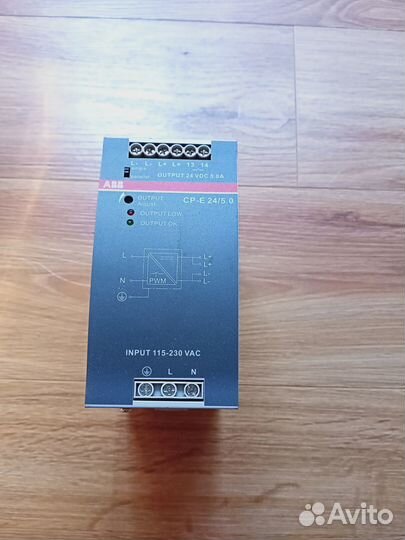 L- L- L+ L+ 13 14
OUTPUT 24 VDC 5.0A
ABB
CP-E 24/5.0
OUTPUT
Adjust
OUTPUT LOW
OUTPUT OK
L
L+
L+
PWM
L-
N
L-
INPUT 115-230 VAC
L N
Avito